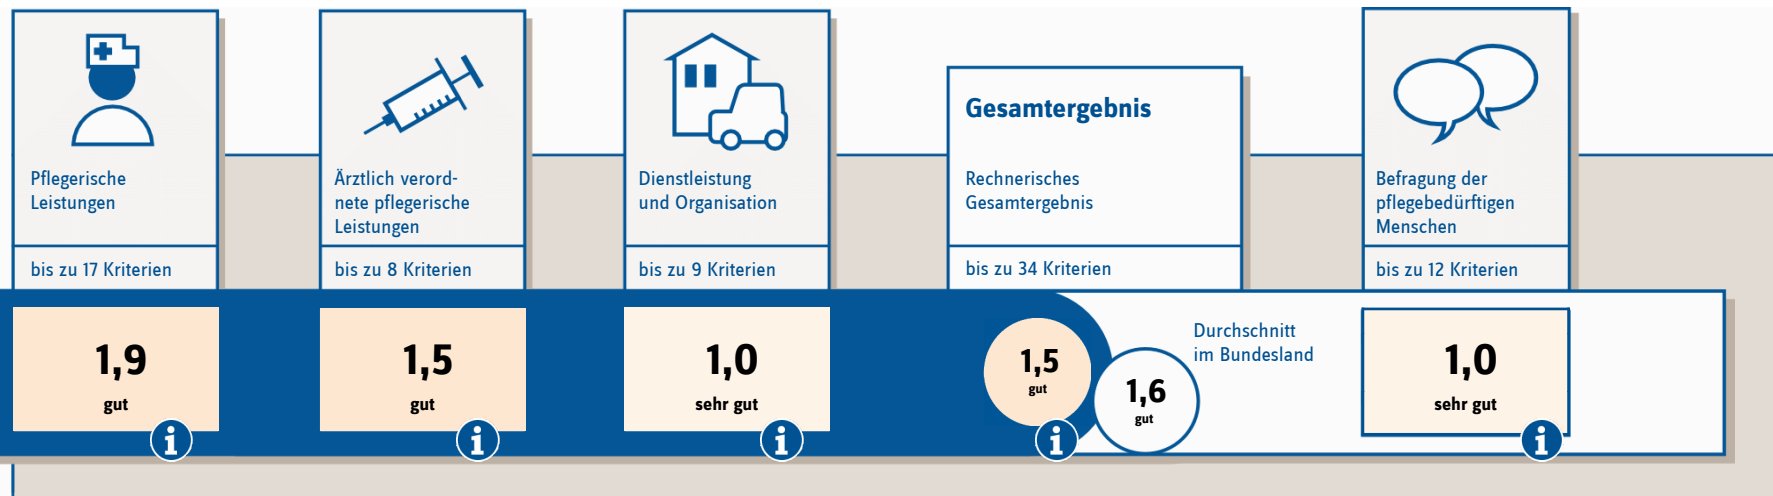 Pflegerische
Leistungen
bis zu 17 Kriterien
1,9
gut
i
Ärztlich verord-
nete pflegerische
Leistungen
bis zu 8 Kriterien
1,5
gut
i
Dienstleistung
und Organisation
bis zu 9 Kriterien
1,0
sehr gut
i
Gesamtergebnis
Rechnerisches
Gesamtergebnis
bis zu 34 Kriterien
1,5
gut
i
Durchschnitt
im Bundesland
1,6
gut
Befragung der
pflegebedürftigen
Menschen
bis zu 12 Kriterien
1,0
sehr gut
i